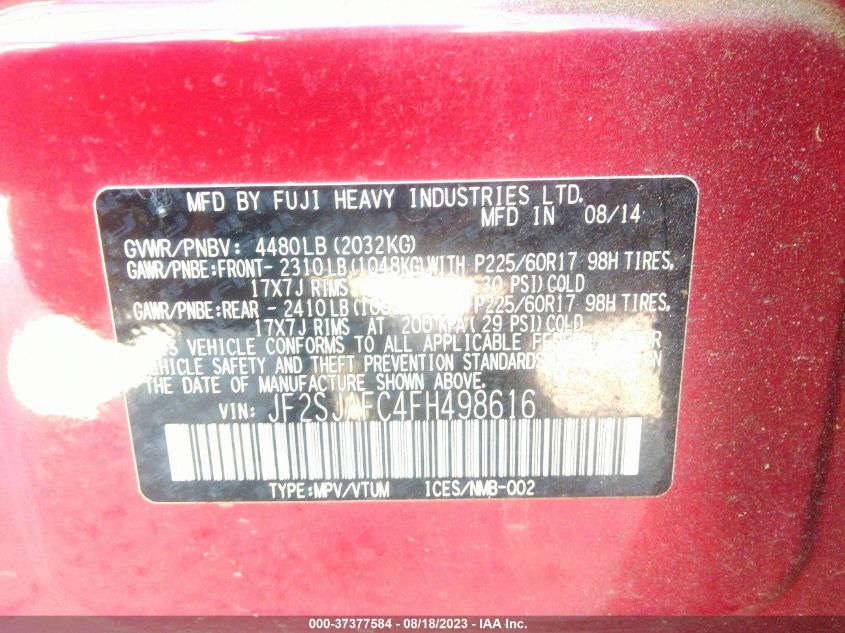 MFD BY FUJI HEAVY INDUSTRIES LTD.
MFD IN 08/14
GVWR/PNBV: 4480LB (2032KG)
GAWR/PNBE:FRONT- 2310LB(1048KG)WITH P225/60R17 98H TIRES,
17X7J RIMS 30 PSI)COLD
GAWR/PNBE:REAR - 2410LB P225/60R17 98H TIRES,
17X7J RIMS AT 200 KPA( 29 PSI)COLD
VEHICLE CONFORMS TO ALL APPLICABLE
VEHICLE SAFETY AND THEFT PREVENTION STANDARDS
THE DATE OF MANUFACTURE SHOWN ABOVE.
VIN: JF2SJAFC4FH498616
TYPE:MPV/VTUM ICES/NMB-002
000-37377584 - 08/18/2023 - IAA Inc.